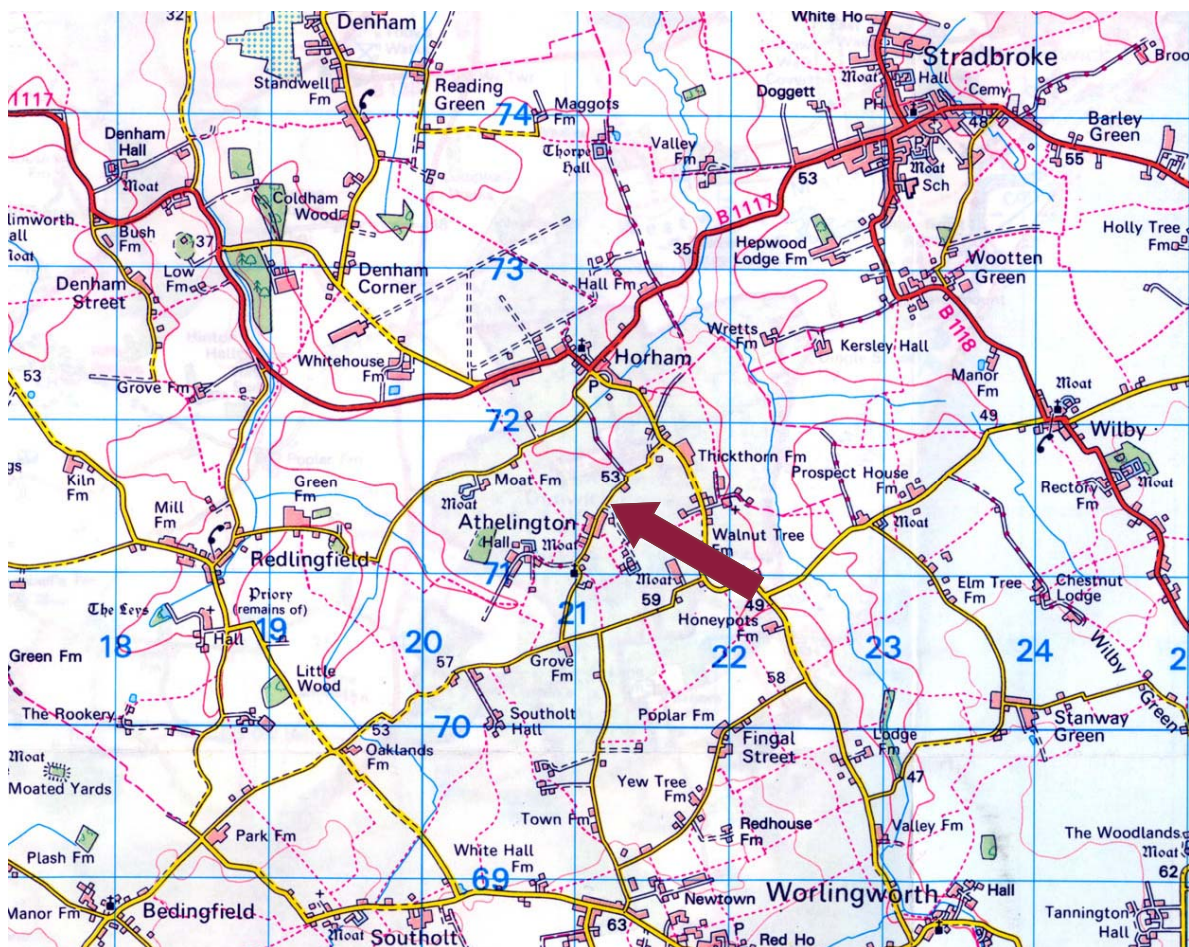 32
Denham
White Ho
Stradbroke
Standwell
Fm
Reading
Green
Moat
Hall
Cemy
Doggett
PH
1117
74
Maggots
Fm
48
Barley
Green
Denham
Hall
Thorpe
Hall
Valley
Fm
53
55
Moat
Moat
Sch
Coldham
Wood
B 1117
Bush
Fm
37
35
Hepwood
Lodge Fm
Holly Tree
Fm
Low
Fm
73
Wootten
Green
Denham
Street
Denham
Corner
Hall Fm
Wretts
Fm
Kersley Hall
B 1118
Whitehouse
Fm
Horham
P
Manor
Fm
Moat
53
Grove Fm
72
49
Wilby
Thickthorn Fm
Kiln
Fm
Green
Fm
Moat Fm
53
Prospect House
Fm
Rectory
Fm
Moat
Mill
Fm
Moat
Athelington
Hall
Moat
Moat
Walnut Tree
Fm
Redlingfield
71
Moat
59
49
Elm Tree
Fm
Chestnut
Lodge
The Leys
Priory
(remains of)
Hall
18
19
20
21
22
23
24
2
Honeypots
Fm
Wilby
Green
Green Fm
Little
Wood
57
Grove
Fm
58
The Rookery
70
Southolt
Hall
Poplar Fm
Fingal
Street
Lodge
Fm
Stanway
Green
53
Oaklands
Fm
Moat
Moated Yards
Yew Tree
Fm
47
Park Fm
Town Fm
Redhouse
Fm
Valley Fm
The Woodlands
Moat
Plash Fm
White Hall
Fm
69
62
Manor Fm
Bedingfield
Newtown
Worlingworth
Hall
Moat
Southolt
63
P
Red Ho
Tannington
Hall